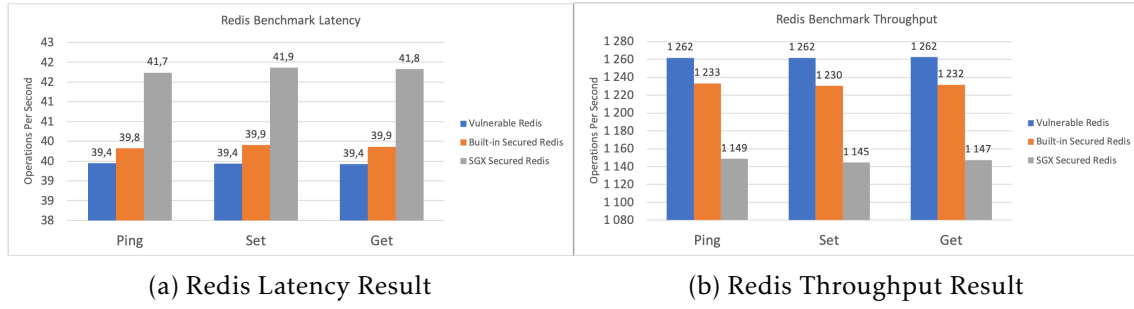 Redis Benchmark Latency
Operations Per Second
43
42
42
41
41
40
40
39
39
38
39,4
39,8
41,7
39,4
39,9
41,9
39,4
39,9
41,8
Ping
Set
Get
Vulnerable Redis
Built-in Secured Redis
SGX Secured Redis
(a) Redis Latency Result
Redis Benchmark Throughput
Operations Per Second
1 280
1 260
1 240
1 220
1 200
1 180
1 160
1 140
1 120
1 100
1 080
1 262
1 233
1 149
1 262
1 230
1 145
1 262
1 232
1 147
Ping
Set
Get
Vulnerable Redis
Built-in Secured Redis
SGX Secured Redis
(b) Redis Throughput Result